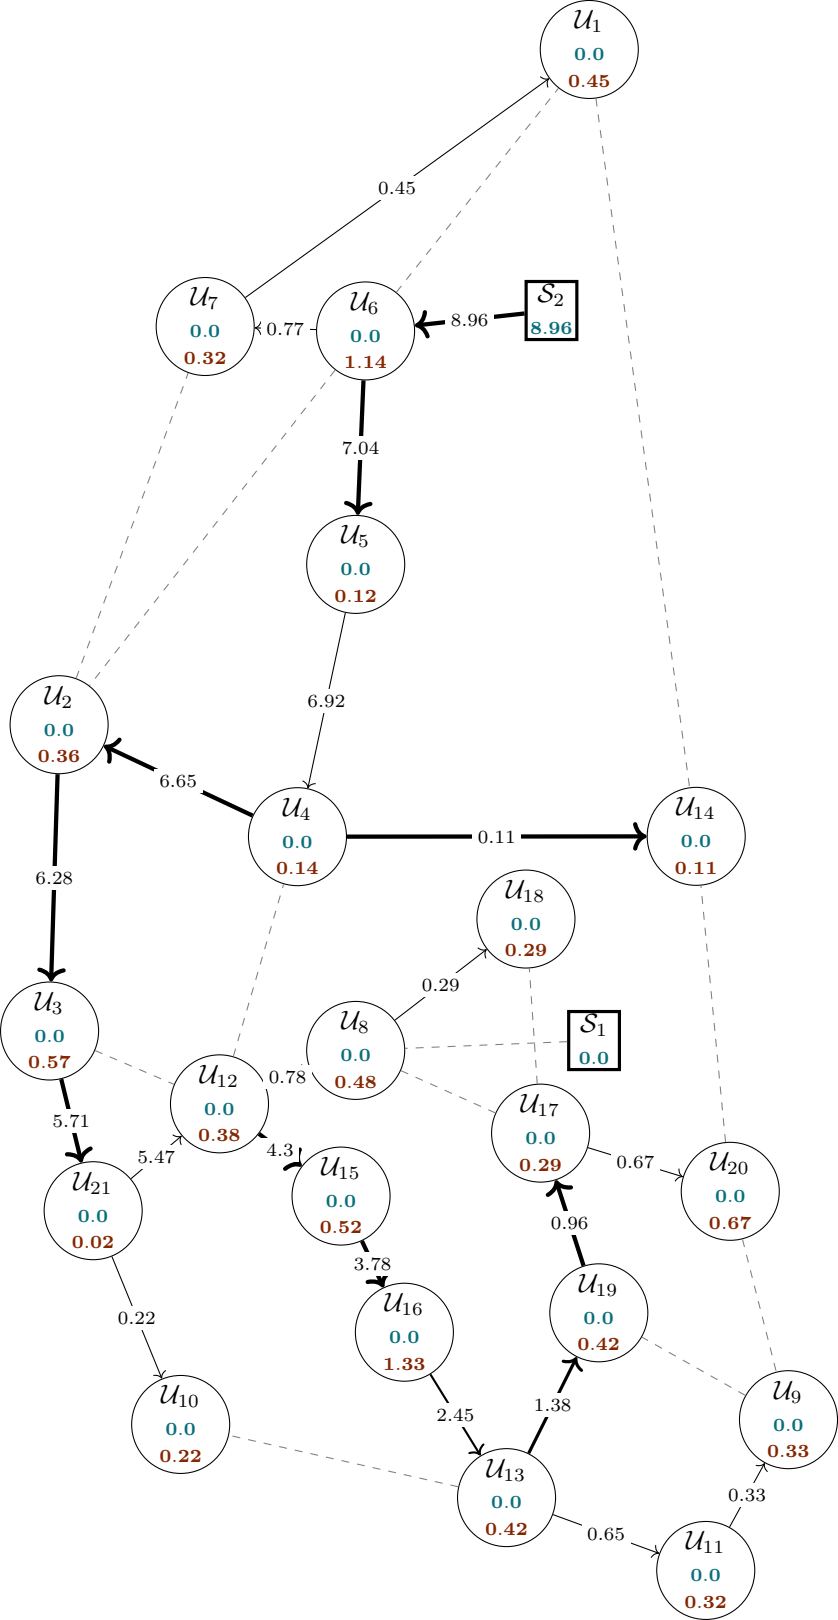 𝒰₁
0.0
0.45
0.45
𝒰₇
0.0
0.32
0.77
𝒰₆
0.0
1.14
8.96
𝒮₂
8.96
7.04
𝒰₅
0.0
0.12
6.92
𝒰₂
0.0
0.36
6.65
𝒰₄
0.0
0.14
0.11
𝒰₁₄
0.0
0.11
6.28
𝒰₁₈
0.0
0.29
0.29
𝒰₃
0.0
0.57
𝒰₈
0.0
0.48
𝒮₁
0.0
0.78
𝒰₁₂
0.0
0.38
𝒰₁₇
0.0
0.29
5.71
5.47
4.3
0.67
𝒰₂₁
0.0
0.02
𝒰₁₅
0.0
0.52
𝒰₂₀
0.0
0.67
0.96
3.78
𝒰₁₉
0.0
0.42
0.22
𝒰₁₆
0.0
1.33
𝒰₁₀
0.0
0.22
2.45
1.38
𝒰₉
0.0
0.33
𝒰₁₃
0.0
0.42
0.33
0.65
𝒰₁₁
0.0
0.32